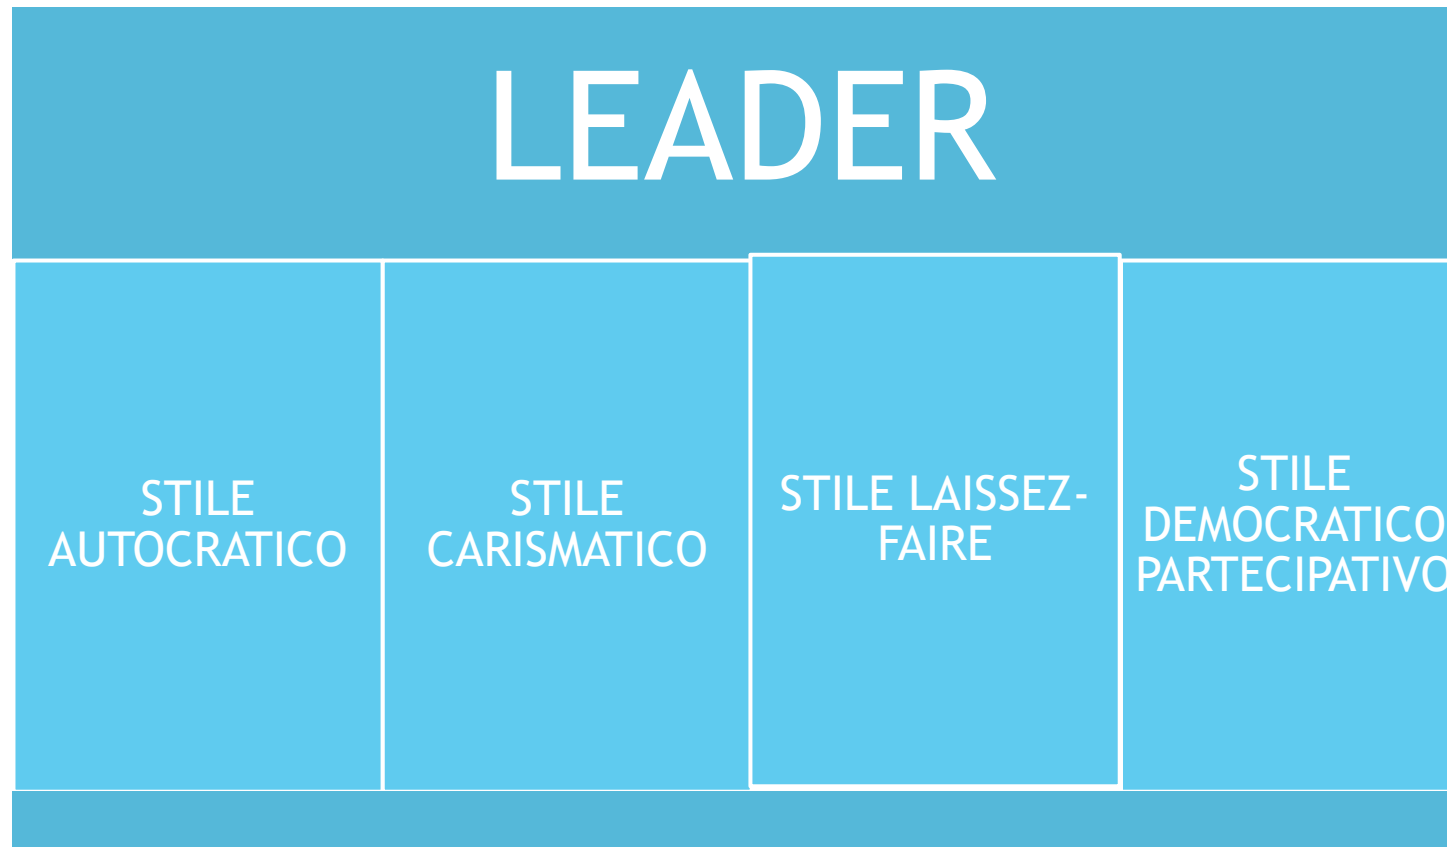 LEADER
STILE
AUTOCRATICO
STILE
CARISMATICO
STILE LAISSEZ-
FAIRE
STILE
DEMOCRATICO
PARTECIPATIVO